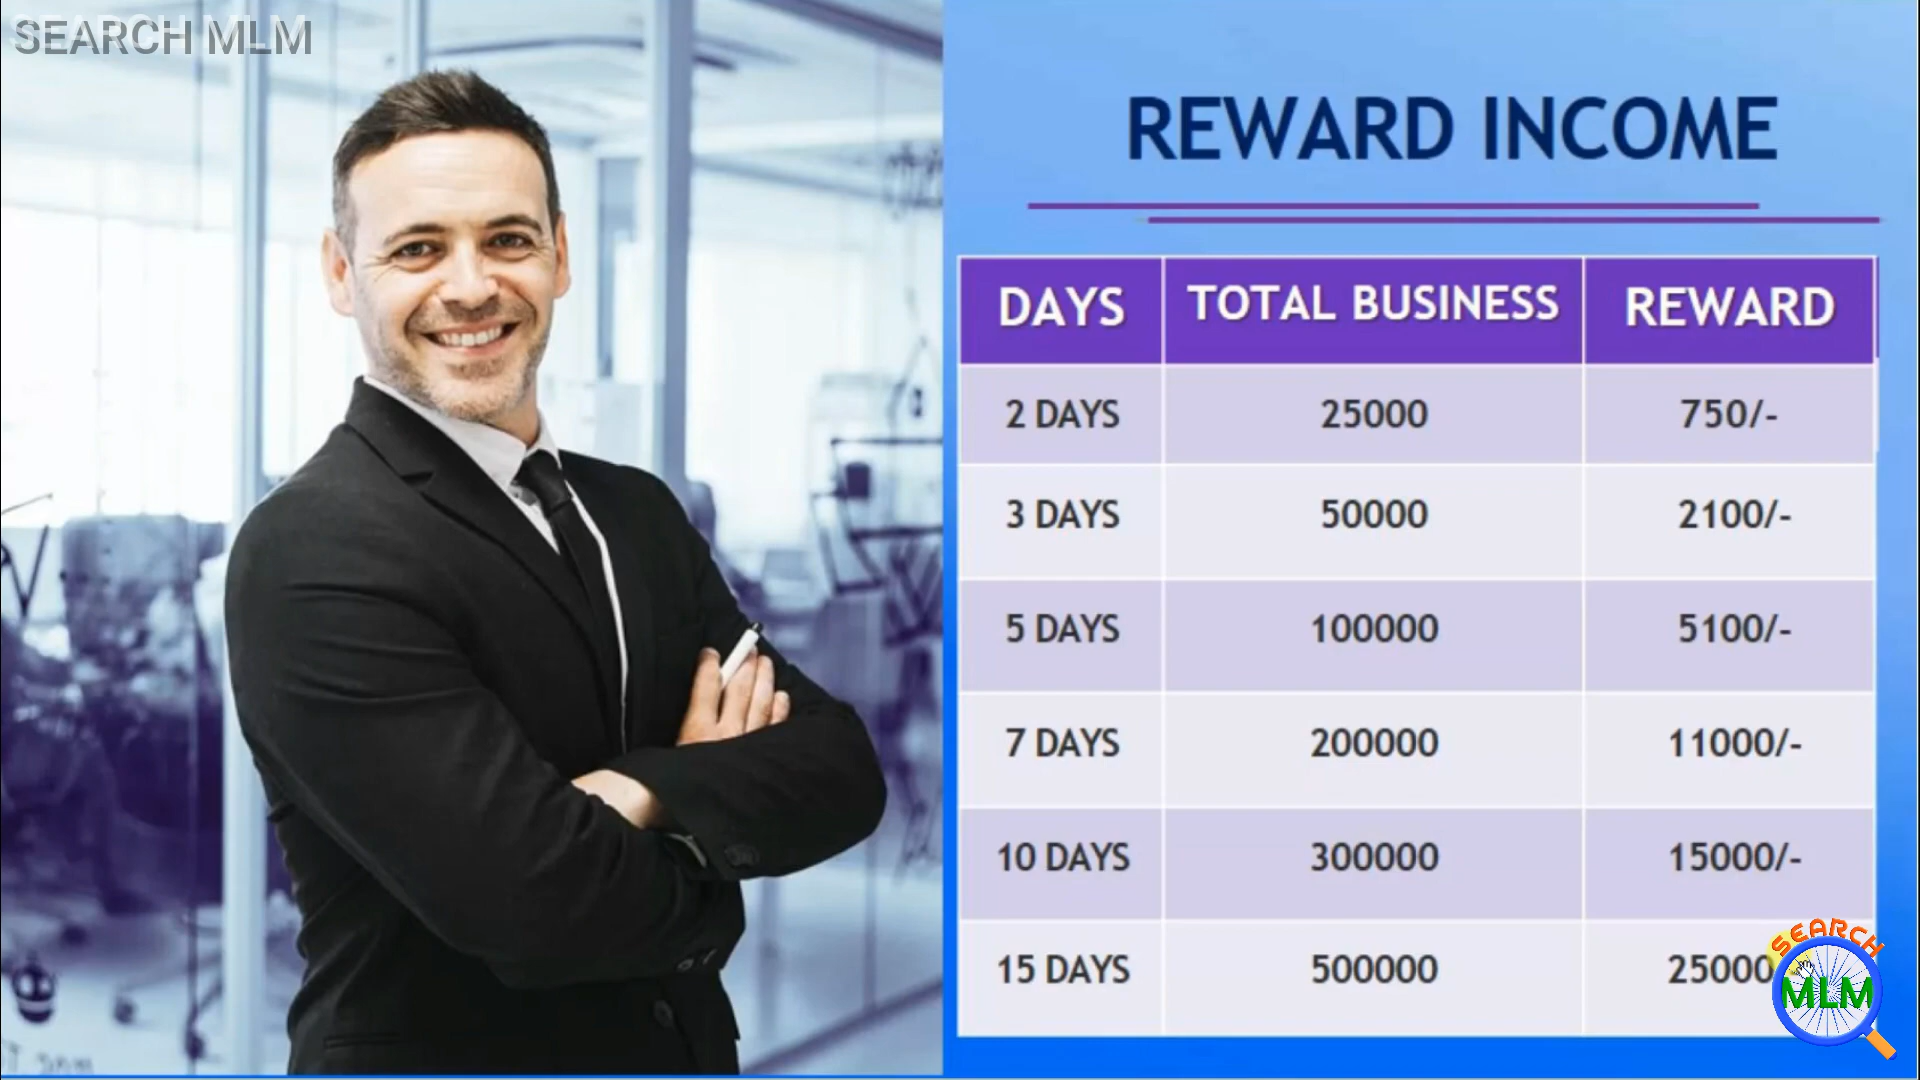 SEARCH MLM
REWARD INCOME
DAYS TOTAL BUSINESS REWARD
2 DAYS 25000 750/-
3 DAYS 50000 2100/-
5 DAYS 100000 5100/-
7 DAYS 200000 11000/-
10 DAYS 300000 15000/-
15 DAYS 500000 25000
SEARCH
MLM